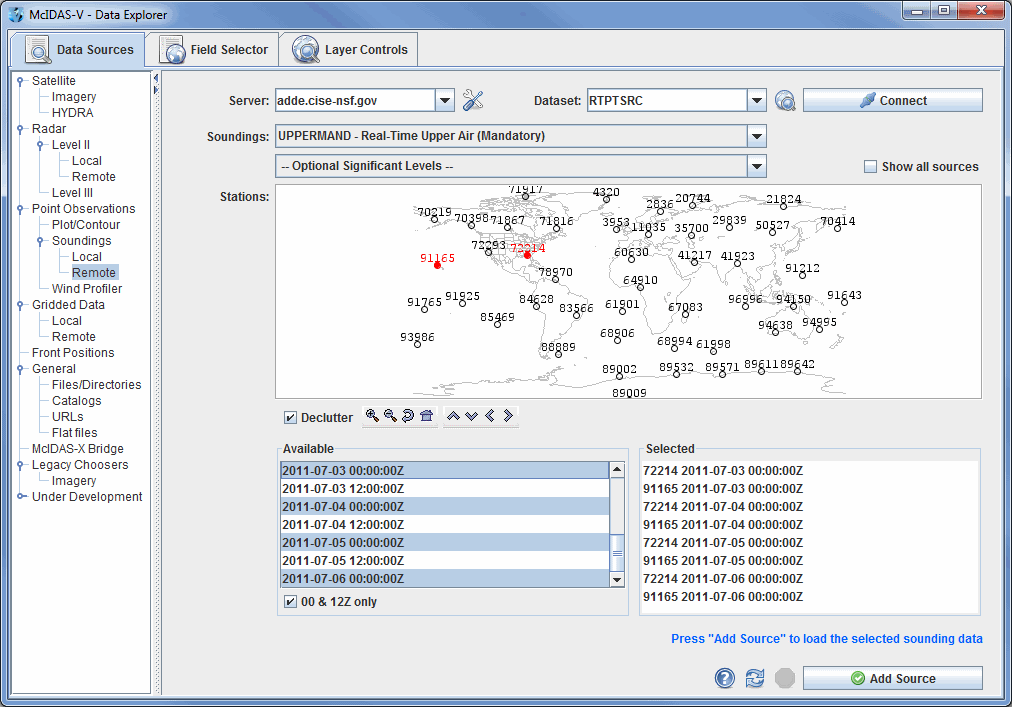 McIDAS-V - Data Explorer
Data Sources
Field Selector
Layer Controls
Satellite
Imagery
HYDRA
Radar
Level II
Local
Remote
Level III
Point Observations
Plot/Contour
Soundings
Local
Remote
Wind Profiler
Gridded Data
Local
Remote
Front Positions
General
Files/Directories
Catalogs
URLs
Flat files
McIDAS-X Bridge
Legacy Choosers
Imagery
Under Development
Server: adde.cise-nsf.gov Dataset: RTPTSRC Connect
Soundings: UPPERMAND - Real-Time Upper Air (Mandatory)
-- Optional Significant Levels -- Show all sources
Stations:
71917 4320 2836 20744 21824
70219 70398 71867 71816 3953 11035 35700 29839 50527 70414
72293 72214 60630 41217 41923
91165 78970 64910 91212
91765 91925 84628 83566 61901 67083 96996 94150 91643
85469 94638 94995
93986 88889 68906 68994 61998
89002 89532 89571 89611 89642
89009
Declutter
Available
2011-07-03 00:00:00Z
2011-07-03 12:00:00Z
2011-07-04 00:00:00Z
2011-07-04 12:00:00Z
2011-07-05 00:00:00Z
2011-07-05 12:00:00Z
2011-07-06 00:00:00Z
00 & 12Z only
Selected
72214 2011-07-03 00:00:00Z
91165 2011-07-03 00:00:00Z
72214 2011-07-04 00:00:00Z
91165 2011-07-04 00:00:00Z
72214 2011-07-05 00:00:00Z
91165 2011-07-05 00:00:00Z
72214 2011-07-06 00:00:00Z
91165 2011-07-06 00:00:00Z
Press "Add Source" to load the selected sounding data
Add Source